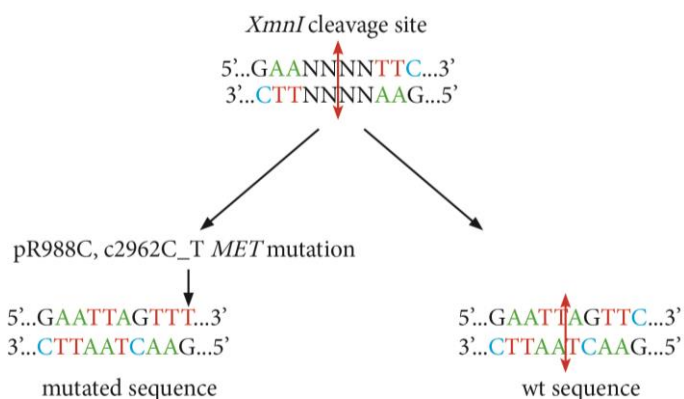 XmnI cleavage site
5’...GAANNNNTTC...3’
3’...CTTNNNNAAG...5’
pR988C, c2962C_T MET mutation
5’...GAATTAGTTT...3’
3’...CTTAATCAAG...5’
mutated sequence
5’...GAATTAGTTC...3’
3’...CTTAATCAAG...5’
wt sequence